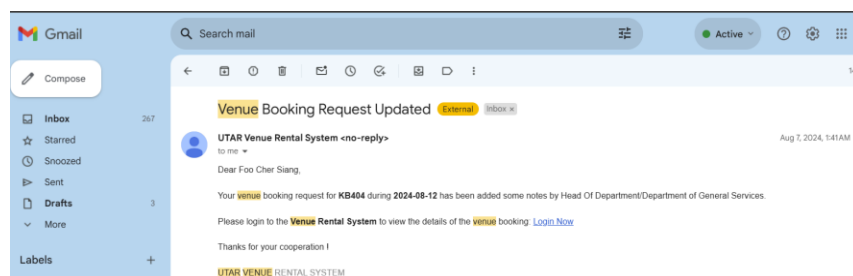 Gmail
Search mail
Active
Compose
Inbox 267
Starred
Snoozed
Sent
Drafts 3
More
Labels +
Venue Booking Request Updated External Inbox x
UTAR Venue Rental System <no-reply> Aug 7, 2024, 1:41AM
to me
Dear Foo Cher Siang,
Your venue booking request for KB404 during 2024-08-12 has been added some notes by Head Of Department/Department of General Services.
Please login to the Venue Rental System to view the details of the venue booking: Login Now
Thanks for your cooperation !
UTAR VENUE RENTAL SYSTEM